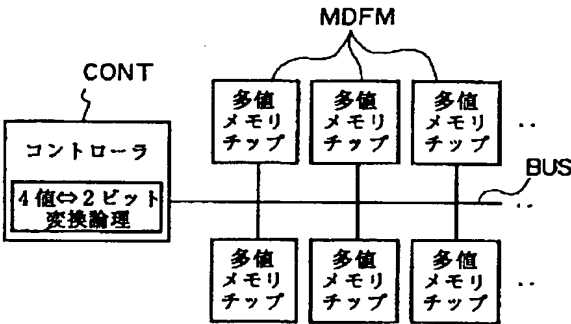 MDFM
CONT
多値
メモリ
チップ
多値
メモリ
チップ
多値
メモリ
チップ
‥
コントローラ
4値⇔2ビット
変換論理
BUS
‥
多値
メモリ
チップ
多値
メモリ
チップ
多値
メモリ
チップ
‥